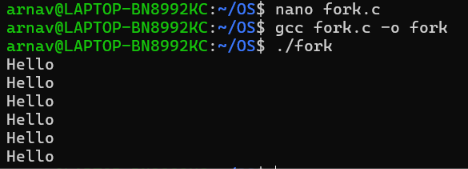 arnav@LAPTOP-BN8992KC:~/OS$ nano fork.c
arnav@LAPTOP-BN8992KC:~/OS$ gcc fork.c -o fork
arnav@LAPTOP-BN8992KC:~/OS$ ./fork
Hello
Hello
Hello
Hello
Hello
Hello